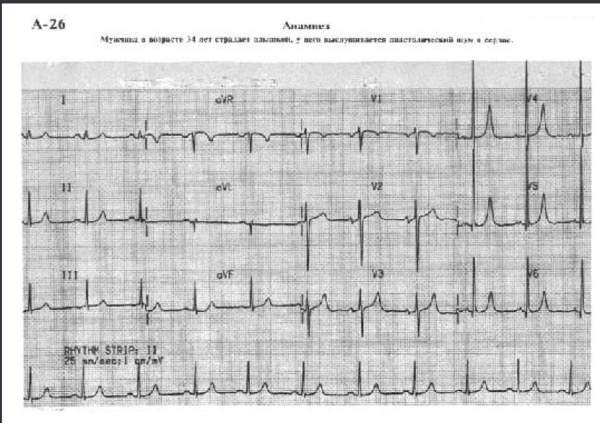 А-26
Анамнез
Мужчина в возрасте 34 лет страдает одышкой, у него выслушивается диастолический шум в сердце.
I aVR V1 V4
II aVL V2 V5
III aVF V3 V6
RHYTHM STRIP: II
25 mm/sec;1 cm/mV